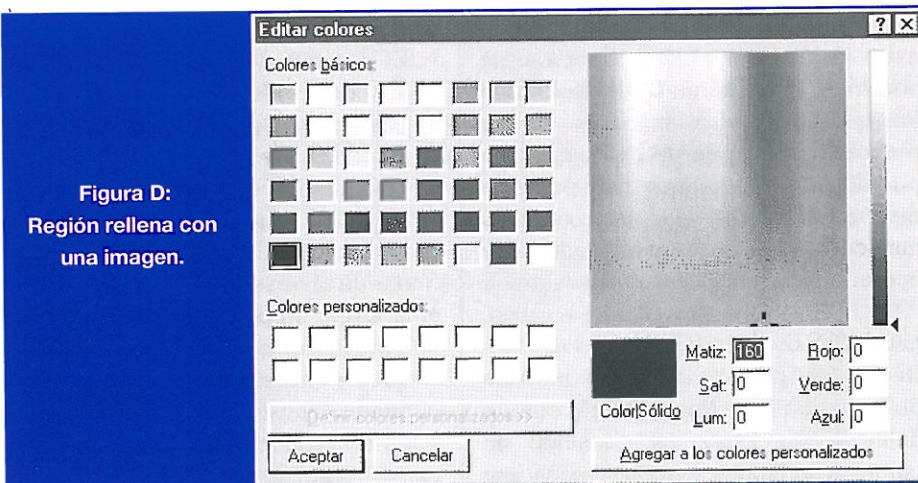 Figura D:
Región rellena con
una imagen.
Editar colores
Colores básicos:
Colores personalizados:
Definir colores personalizados >>
Aceptar
Cancelar
Color|Sólido
Matiz: 160
Sat: 0
Lum: 0
Rojo: 0
Verde: 0
Azul: 0
Agregar a los colores personalizados